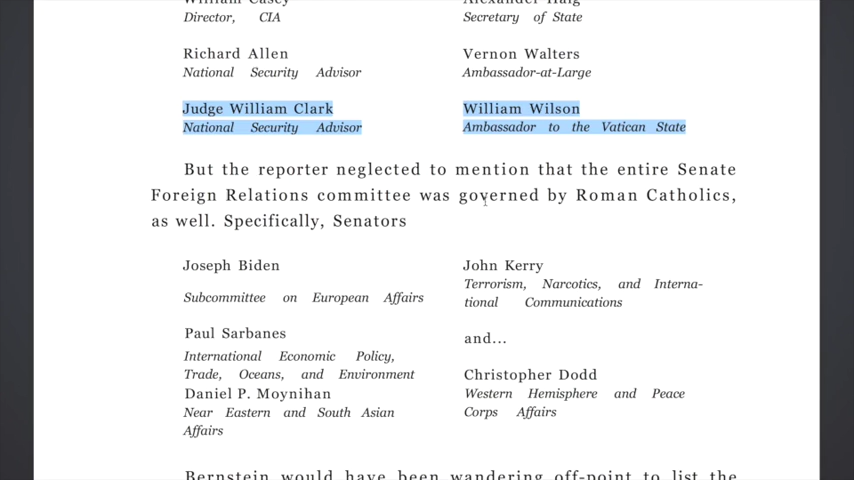 William Casey
Alexander Haig
Director, CIA
Secretary of State
Richard Allen
Vernon Walters
National Security Advisor
Ambassador-at-Large
Judge William Clark
William Wilson
National Security Advisor
Ambassador to the Vatican State
But the reporter neglected to mention that the entire Senate
Foreign Relations committee was governed by Roman Catholics,
as well. Specifically, Senators
Joseph Biden
Subcommittee on European Affairs
John Kerry
Terrorism, Narcotics, and Interna-
tional Communications
Paul Sarbanes
International Economic Policy,
Trade, Oceans, and Environment
and...
Daniel P. Moynihan
Near Eastern and South Asian
Affairs
Christopher Dodd
Western Hemisphere and Peace
Corps Affairs
Bernstein would have been wandering off-point to list the